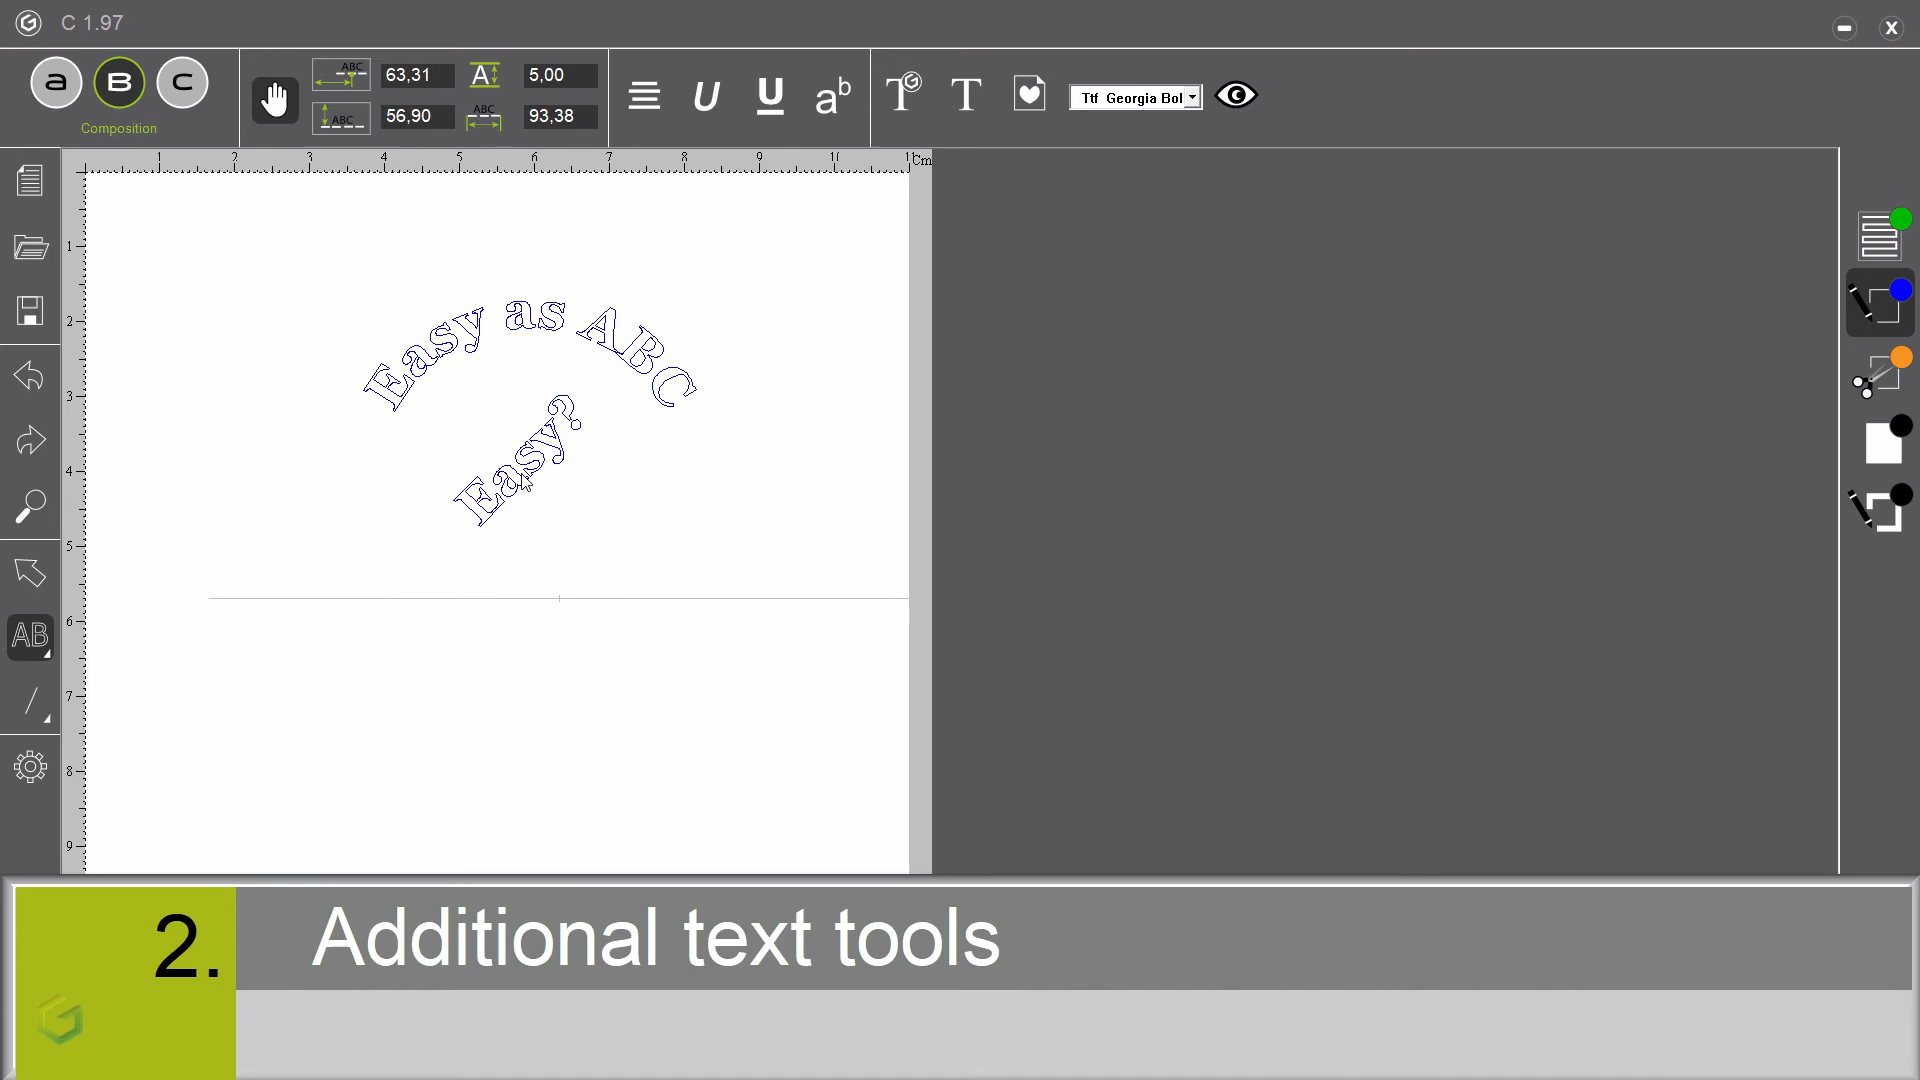 C 1.97
a B C
Composition
ABC 63,31 A 5,00
ABC 56,90 ABC 93,38
U U a^b T T
Ttf Georgia Bol
1 2 3 4 5 6 7 8 9 10 11 Cm
1
2
3
4
5
6
7
8
9
Easy as ABC
Easy?
AB
2. Additional text tools